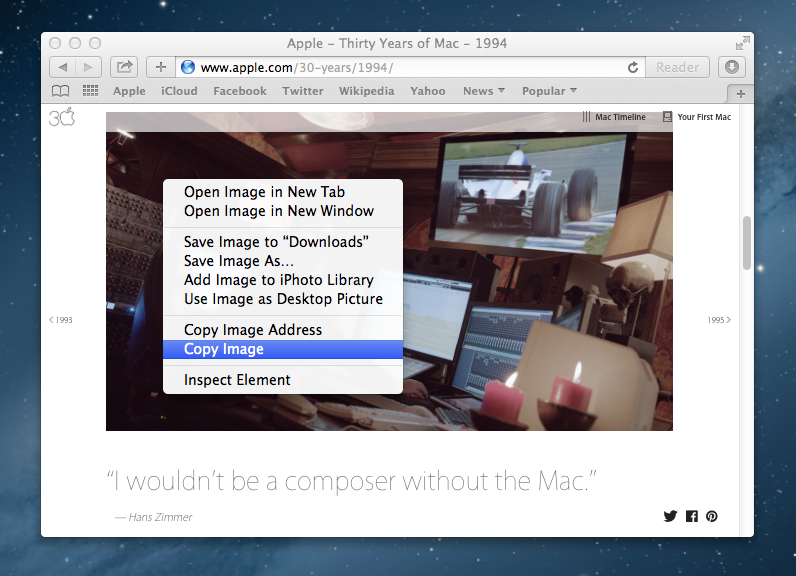 Apple – Thirty Years of Mac – 1994
www.apple.com/30-years/1994/
Reader
Apple iCloud Facebook Twitter Wikipedia Yahoo News Popular
30
Mac Timeline Your First Mac
Open Image in New Tab
Open Image in New Window
Save Image to “Downloads”
Save Image As…
Add Image to iPhoto Library
Use Image as Desktop Picture
< 1993
1995 >
Copy Image Address
Copy Image
Inspect Element
“I wouldn’t be a composer without the Mac.”
— Hans Zimmer